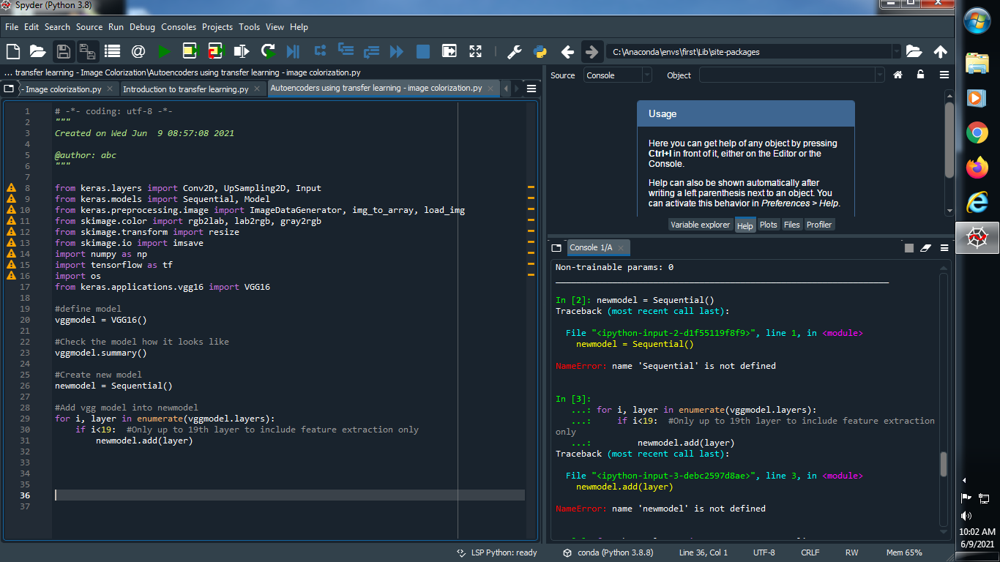 Spyder (Python 3.8)
File Edit Search Source Run Debug Consoles Projects Tools View Help
C:\Anaconda\envs\first\Lib\site-packages
... transfer learning - Image Colorization\Autoencoders using transfer learning - image colorization.py
- Image colorization.py Introduction to transfer learning.py Autoencoders using transfer learning - image colorization.py
1 # -*- coding: utf-8 -*-
2 """
3 Created on Wed Jun  9 08:57:08 2021
4
5 @author: abc
6 """
7
8 from keras.layers import Conv2D, UpSampling2D, Input
9 from keras.models import Sequential, Model
10 from keras.preprocessing.image import ImageDataGenerator, img_to_array, load_img
11 from skimage.color import rgb2lab, lab2rgb, gray2rgb
12 from skimage.transform import resize
13 from skimage.io import imsave
14 import numpy as np
15 import tensorflow as tf
16 import os
17 from keras.applications.vgg16 import VGG16
18
19 #define model
20 vggmodel = VGG16()
21
22 #Check the model how it looks like
23 vggmodel.summary()
24
25 #Create new model
26 newmodel = Sequential()
27
28 #Add vgg model into newmodel
29 for i, layer in enumerate(vggmodel.layers):
30     if i<19:  #Only up to 19th layer to include feature extraction only
31         newmodel.add(layer)
32
33
34
35
36
37
Source Console Object
Usage
Here you can get help of any object by pressing
Ctrl+I in front of it, either on the Editor or the
Console.
Help can also be shown automatically after
writing a left parenthesis next to an object. You
can activate this behavior in Preferences > Help.
Variable explorer Help Plots Files Profiler
Console 1/A
Non-trainable params: 0
In [2]: newmodel = Sequential()
Traceback (most recent call last):
File "<ipython-input-2-d1f55119f8f9>", line 1, in <module>
newmodel = Sequential()
NameError: name 'Sequential' is not defined
In [3]:
...: for i, layer in enumerate(vggmodel.layers):
...:     if i<19:  #Only up to 19th layer to include feature extraction
only
...:         newmodel.add(layer)
Traceback (most recent call last):
File "<ipython-input-3-debc2597d8ae>", line 3, in <module>
newmodel.add(layer)
NameError: name 'newmodel' is not defined
LSP Python: ready conda (Python 3.8.8) Line 36, Col 1 UTF-8 CRLF RW Mem 65%
10:02 AM
6/9/2021